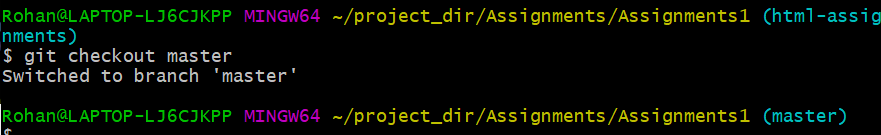 Rohan@LAPTOP-LJ6CJKPP MINGW64 ~/project_dir/Assignments/Assignments1 (html-assig
nments)
$ git checkout master
Switched to branch 'master'
Rohan@LAPTOP-LJ6CJKPP MINGW64 ~/project_dir/Assignments/Assignments1 (master)
$